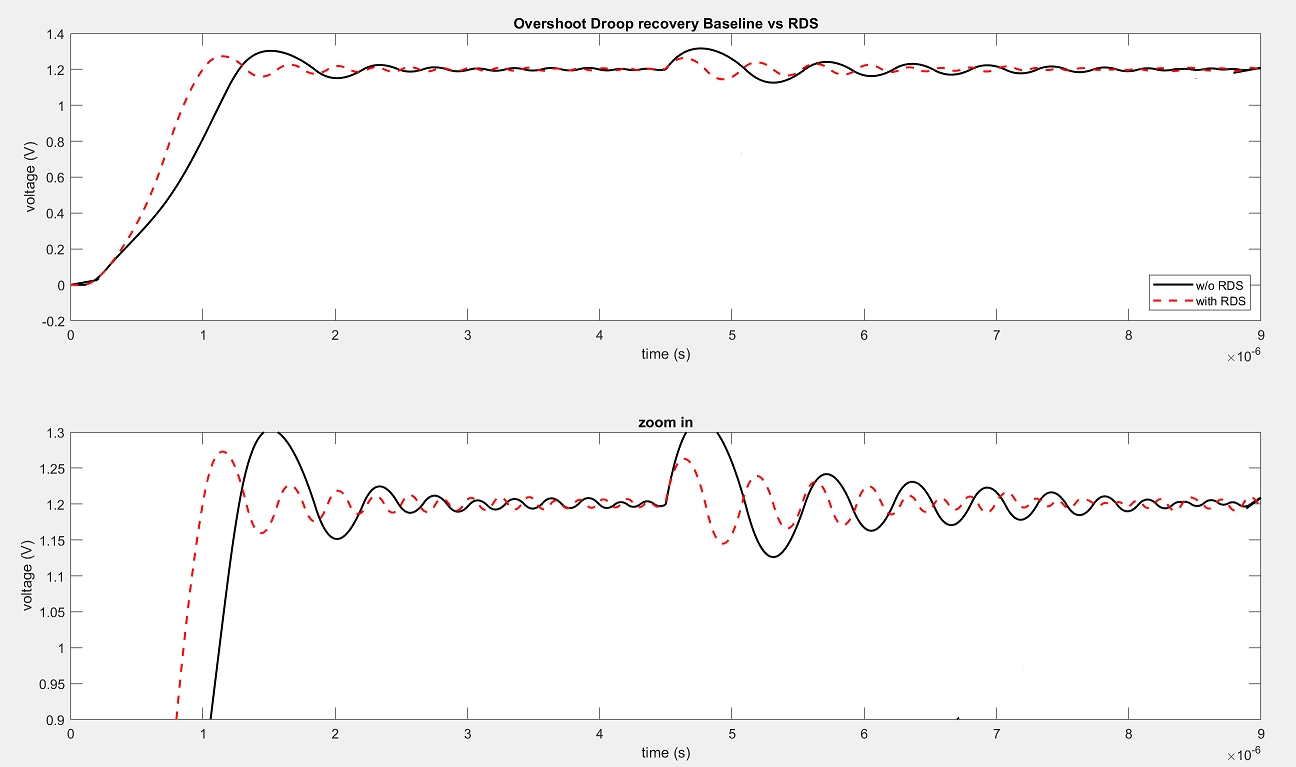 Overshoot Droop recovery Baseline vs RDS
1.4
1.2
1
0.8
0.6
0.4
0.2
0
-0.2
voltage (V)
w/o RDS
with RDS
0 1 2 3 4 5 6 7 8 9
time (s)
×10-6
zoom in
1.3
1.25
1.2
1.15
1.1
1.05
1
0.95
0.9
voltage (V)
0 1 2 3 4 5 6 7 8 9
time (s)
×10-6